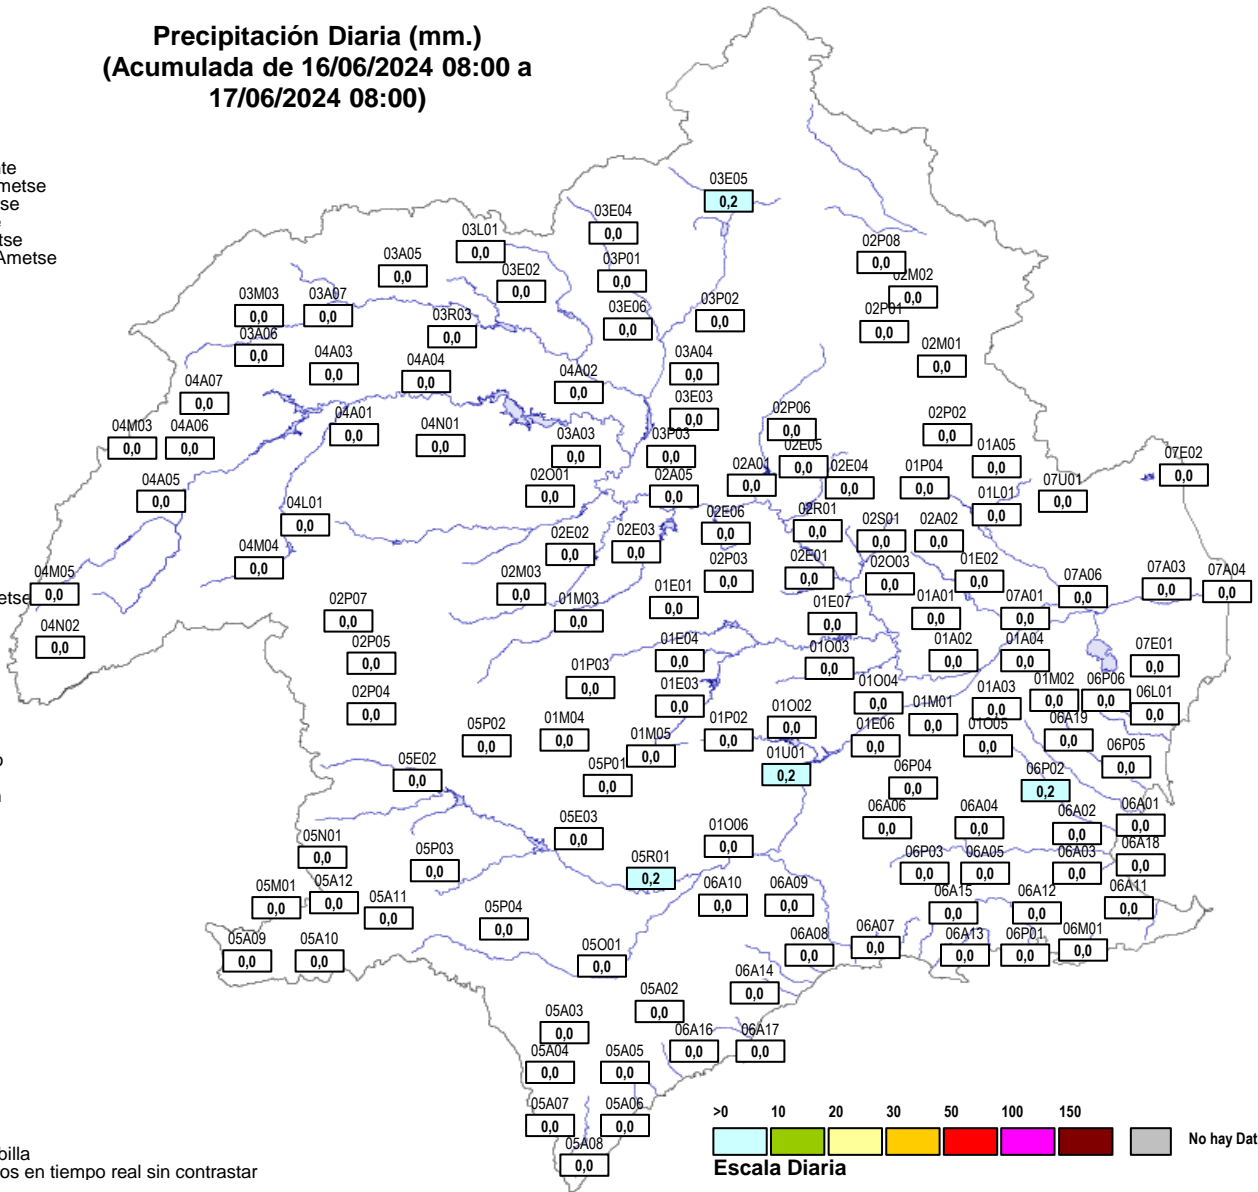 Precipitación Diaria (mm.)
(Acumulada de 16/06/2024 08:00 a
17/06/2024 08:00)
nte
Ametse
tse
e
etse
Ametse
03E05
0,2
03E04
0,0
03L01
0,0
02P08
0,0
03A05
0,0
03P01
0,0
03E02
0,0
02M02
0,0
03M03
0,0
03A07
0,0
03P02
0,0
03E06
0,0
02P01
0,0
03R03
0,0
03A06
0,0
04A03
0,0
04A04
0,0
03A04
0,0
02M01
0,0
04A02
0,0
04A07
0,0
03E03
0,0
04A01
0,0
02P06
0,0
02P02
0,0
04M03
0,0
04A06
0,0
04N01
0,0
03A03
0,0
03P03
0,0
02E05
0,0
01A05
0,0
07E02
0,0
04A05
0,0
02O01
0,0
02A05
0,0
02A01
0,0
02E04
0,0
01P04
0,0
01L01
0,0
07U01
0,0
04L01
0,0
02E06
0,0
02R01
0,0
02S01
0,0
02A02
0,0
02E02
0,0
02E03
0,0
04M04
0,0
02P03
0,0
02E01
0,0
02O03
0,0
01E02
0,0
04M05
0,0
etse
02M03
0,0
07A06
0,0
07A03
0,0
07A04
0,0
02P07
0,0
01M03
0,0
01E01
0,0
01E07
0,0
01A01
0,0
07A01
0,0
04N02
0,0
02P05
0,0
01E04
0,0
01O03
0,0
01A02
0,0
01A04
0,0
07E01
0,0
01P03
0,0
02P04
0,0
01E03
0,0
01O04
0,0
01A03
0,0
01M02
0,0
06P06
0,0
06L01
0,0
05P02
0,0
01M04
0,0
01P02
0,0
01O02
0,0
01M01
0,0
01M05
0,0
01E06
0,0
01O05
0,0
06A19
0,0
05E02
0,0
05P01
0,0
01U01
0,2
06P04
0,0
06P02
0,2
06P05
0,0
05E03
0,0
06A06
0,0
06A04
0,0
06A02
0,0
06A01
0,0
05N01
0,0
05P03
0,0
01O06
0,0
05R01
0,2
06P03
0,0
06A05
0,0
06A03
0,0
06A18
0,0
05M01
0,0
05A12
0,0
05A11
0,0
06A10
0,0
06A09
0,0
06A15
0,0
06A12
0,0
06A11
0,0
05P04
0,0
05A09
0,0
05A10
0,0
05O01
0,0
06A08
0,0
06A07
0,0
06A13
0,0
06P01
0,0
06M01
0,0
06A14
0,0
05A02
0,0
05A03
0,0
06A16
0,0
06A17
0,0
05A04
0,0
05A05
0,0
05A07
0,0
05A06
0,0
05A08
0,0
>0 10 20 30 50 100 150
No hay Dat
Escala Diaria
billa
os en tiempo real sin contrastar